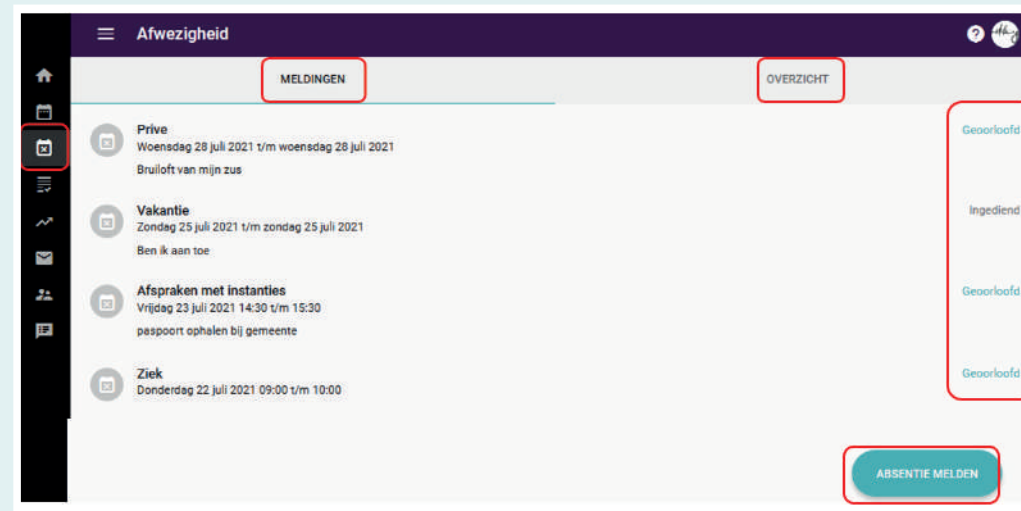 Afwezigheid
?
MELDINGEN OVERZICHT
Prive Geoorloofd
Woensdag 28 juli 2021 t/m woensdag 28 juli 2021
Bruiloft van mijn zus
Vakantie Ingediend
Zondag 25 juli 2021 t/m zondag 25 juli 2021
Ben ik aan toe
Afspraken met instanties Geoorloofd
Vrijdag 23 juli 2021 14:30 t/m 15:30
paspoort ophalen bij gemeente
Ziek Geoorloofd
Donderdag 22 juli 2021 09:00 t/m 10:00
ABSENTIE MELDEN